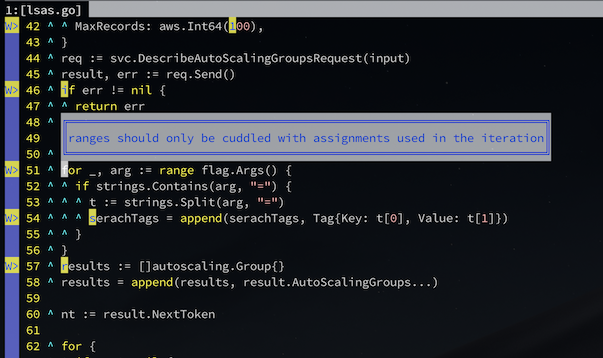 1:[lsas.go]
W> 42 ^ ^ MaxRecords: aws.Int64(100),
43 ^ }
44 ^ req := svc.DescribeAutoScalingGroupsRequest(input)
45 ^ result, err := req.Send()
W> 46 ^ if err != nil {
47 ^ ^ return err
48 ^
ranges should only be cuddled with assignments used in the iteration
49
50 ^
W> 51 ^ for _, arg := range flag.Args() {
52 ^ ^ if strings.Contains(arg, "=") {
53 ^ ^ ^ t := strings.Split(arg, "=")
W> 54 ^ ^ ^ serachTags = append(serachTags, Tag{Key: t[0], Value: t[1]})
55 ^ ^ }
56 ^ }
W> 57 ^ results := []autoscaling.Group{}
58 ^ results = append(results, result.AutoScalingGroups...)
59
60 ^ nt := result.NextToken
61
62 ^ for {